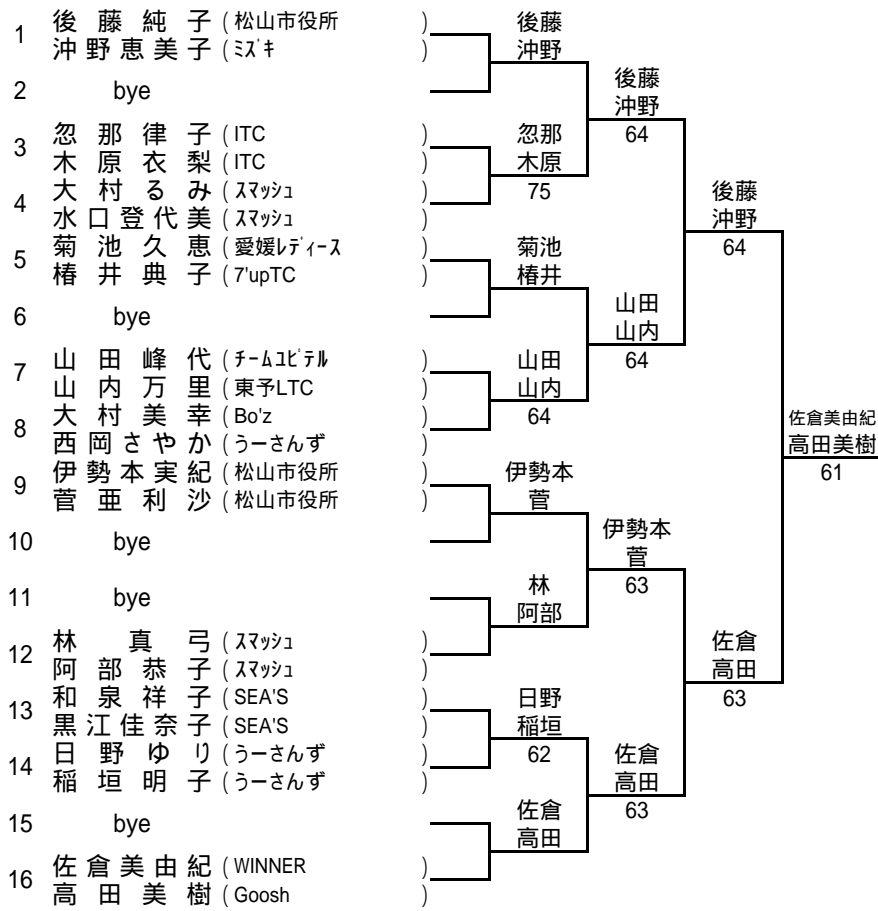 1 後藤純子 (松山市役所 )
沖野恵美子 (ﾐｽﾞｷ )
2 bye
3 忽那律子 (ITC )
木原衣梨 (ITC )
4 大村るみ (ｽﾏｯｼｭ )
水口登代美 (ｽﾏｯｼｭ )
5 菊池久恵 (愛媛ﾚﾃﾞｨｰｽ )
椿井典子 (7'upTC )
6 bye
7 山田峰代 (ﾁｰﾑﾕﾋﾟﾃﾙ )
山内万里 (東予LTC )
8 大村美幸 (Bo'z )
西岡さやか (うーさんず )
9 伊勢本実紀 (松山市役所 )
菅亜利沙 (松山市役所 )
10 bye
11 bye
12 林真弓 (ｽﾏｯｼｭ )
阿部恭子 (ｽﾏｯｼｭ )
13 和泉祥子 (SEA'S )
黒江佳奈子 (SEA'S )
14 日野ゆり (うーさんず )
稲垣明子 (うーさんず )
15 bye
16 佐倉美由紀 (WINNER )
高田美樹 (Goosh )
後藤
沖野
忽那
木原
75
菊池
椿井
山田
山内
64
伊勢本
菅
林
阿部
日野
稲垣
62
佐倉
高田
後藤
沖野
64
山田
山内
64
伊勢本
菅
63
佐倉
高田
63
後藤
沖野
64
佐倉
高田
63
佐倉美由紀
高田美樹
61